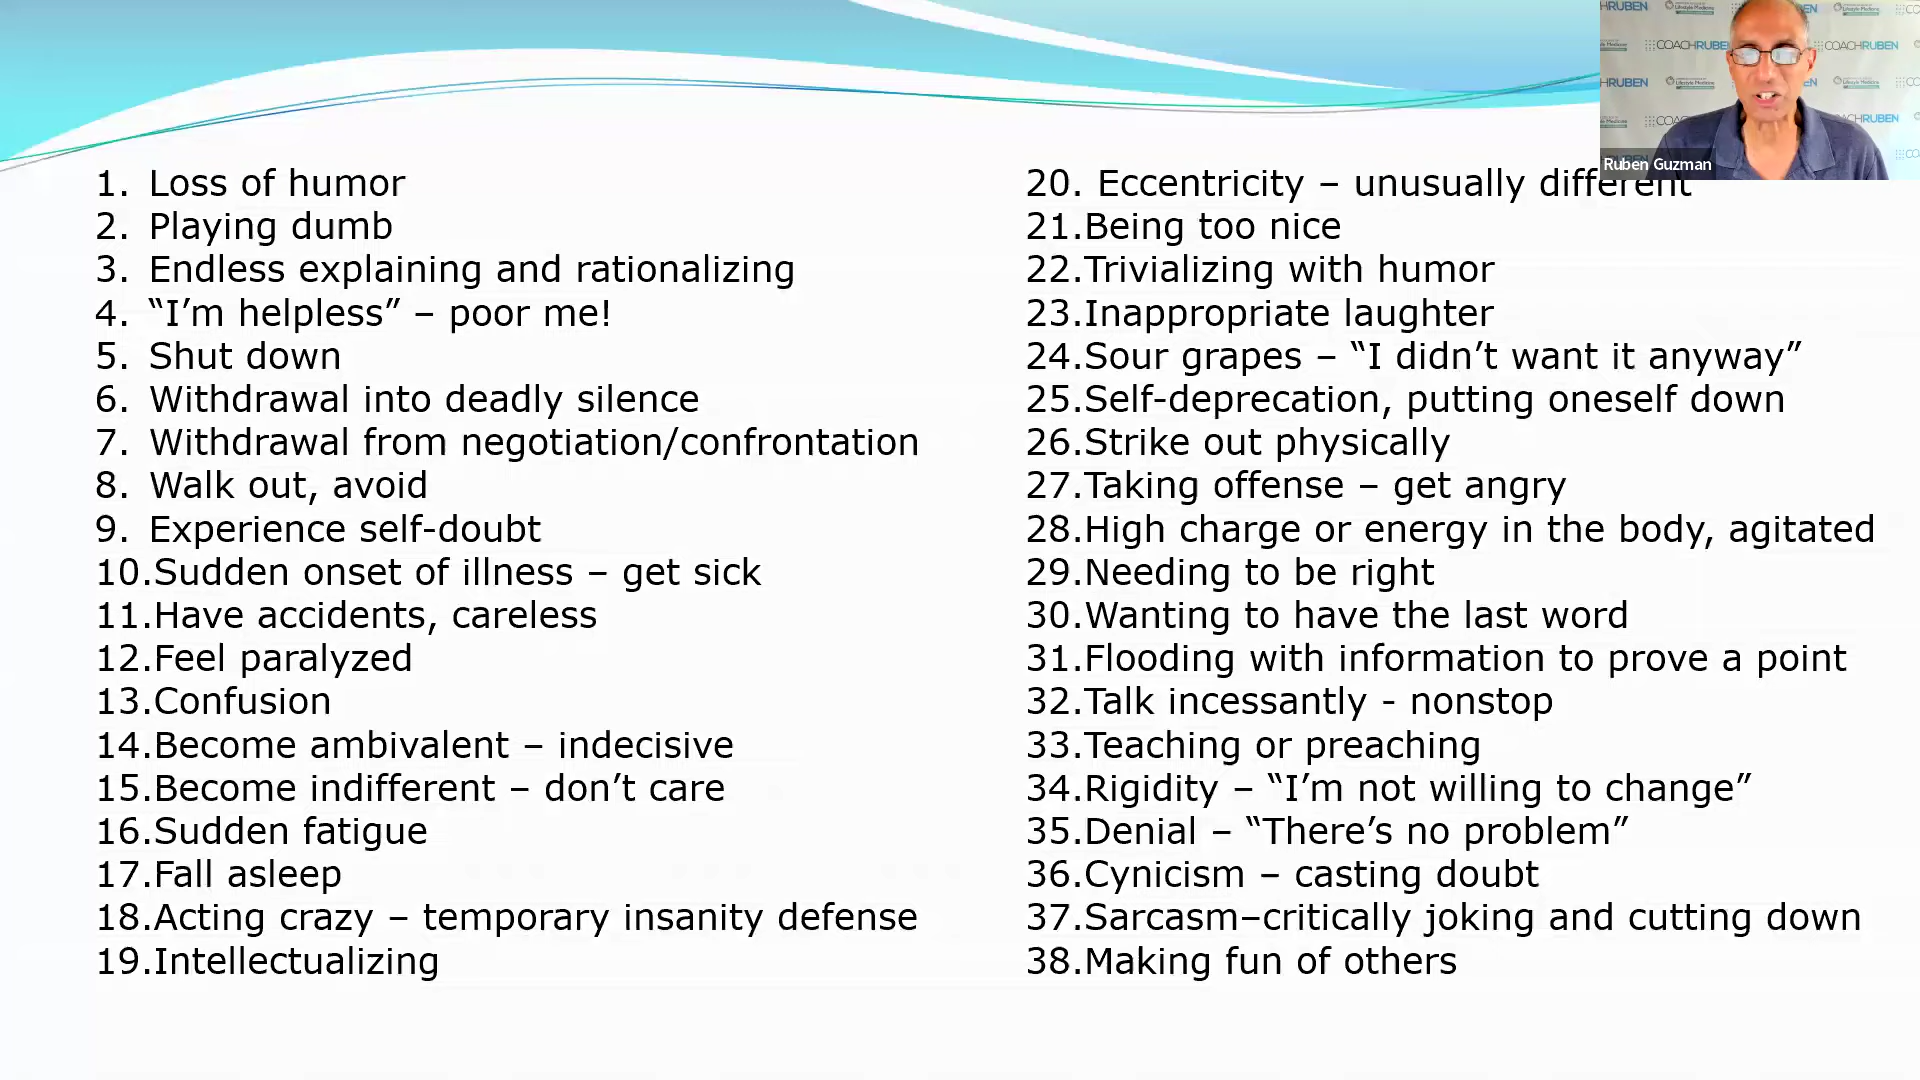 1. Loss of humor
2. Playing dumb
3. Endless explaining and rationalizing
4. “I’m helpless” – poor me!
5. Shut down
6. Withdrawal into deadly silence
7. Withdrawal from negotiation/confrontation
8. Walk out, avoid
9. Experience self-doubt
10.Sudden onset of illness – get sick
11.Have accidents, careless
12.Feel paralyzed
13.Confusion
14.Become ambivalent – indecisive
15.Become indifferent – don’t care
16.Sudden fatigue
17.Fall asleep
18.Acting crazy – temporary insanity defense
19.Intellectualizing
20. Eccentricity – unusually different
21.Being too nice
22.Trivializing with humor
23.Inappropriate laughter
24.Sour grapes – “I didn’t want it anyway”
25.Self-deprecation, putting oneself down
26.Strike out physically
27.Taking offense – get angry
28.High charge or energy in the body, agitated
29.Needing to be right
30.Wanting to have the last word
31.Flooding with information to prove a point
32.Talk incessantly - nonstop
33.Teaching or preaching
34.Rigidity – “I’m not willing to change”
35.Denial – “There’s no problem”
36.Cynicism – casting doubt
37.Sarcasm–critically joking and cutting down
38.Making fun of others
RUBEN
Lifestyle Medicine
COACHRUBEN
COACHRUBEN
RUBEN
Lifestyle Medicine
RUBEN
Ruben Guzman